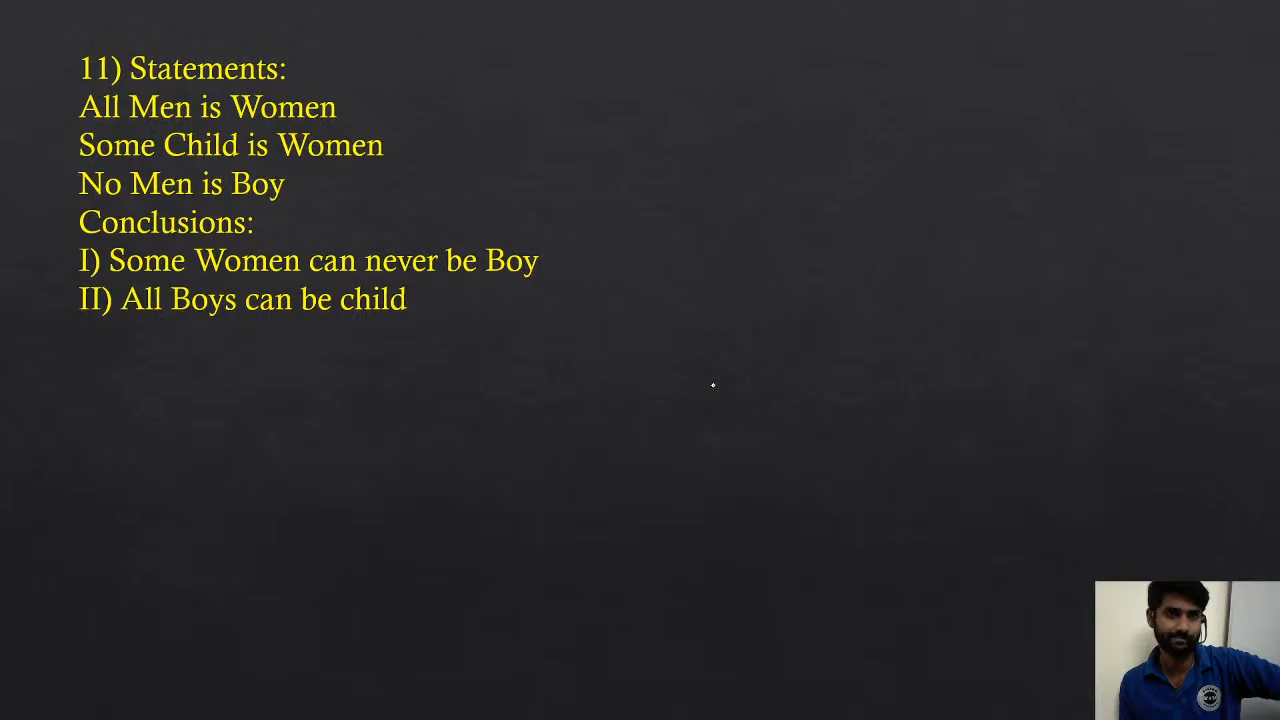 11) Statements:
All Men is Women
Some Child is Women
No Men is Boy
Conclusions:
I) Some Women can never be Boy
II) All Boys can be child